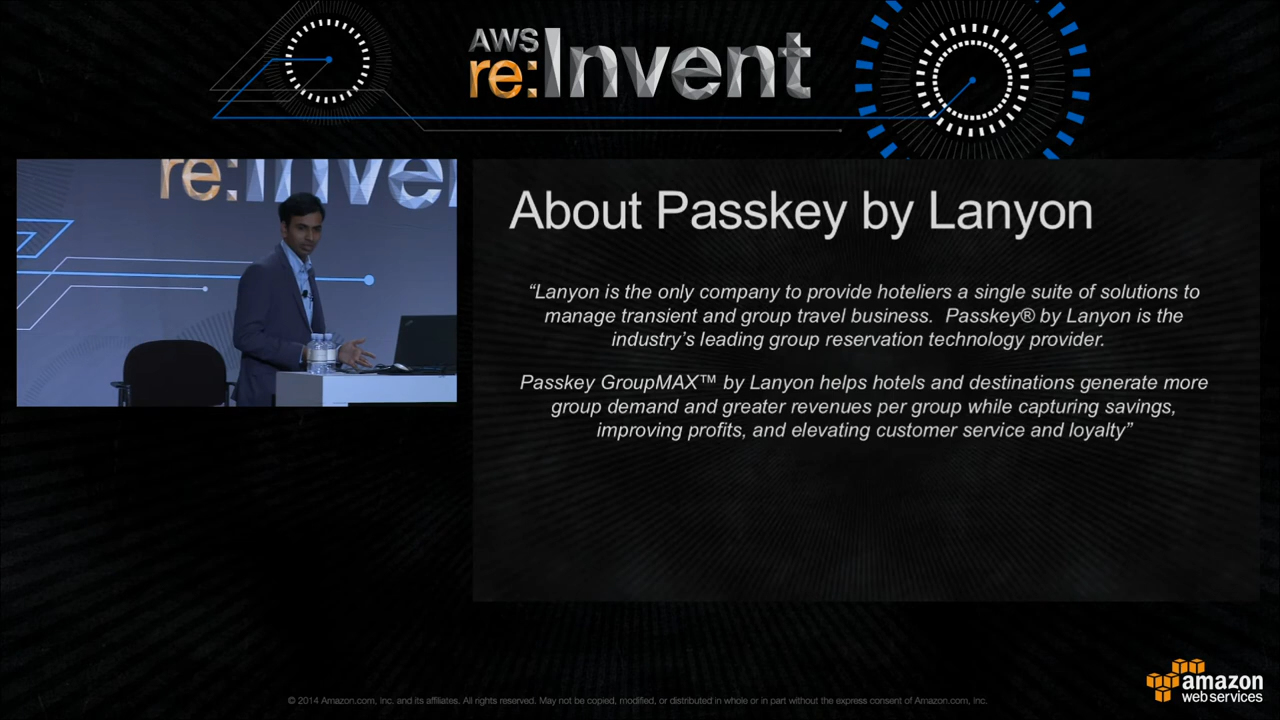 AWS
re:Invent
re:Inve
About Passkey by Lanyon
“Lanyon is the only company to provide hoteliers a single suite of solutions to
manage transient and group travel business.  Passkey® by Lanyon is the
industry’s leading group reservation technology provider.
Passkey GroupMAX™ by Lanyon helps hotels and destinations generate more
group demand and greater revenues per group while capturing savings,
improving profits, and elevating customer service and loyalty”
amazon
web services
© 2014 Amazon.com, inc. and its affiliates. All rights reserved. May not be copied, modified, or distributed in whole or in part without the express consent of Amazon.com, inc.